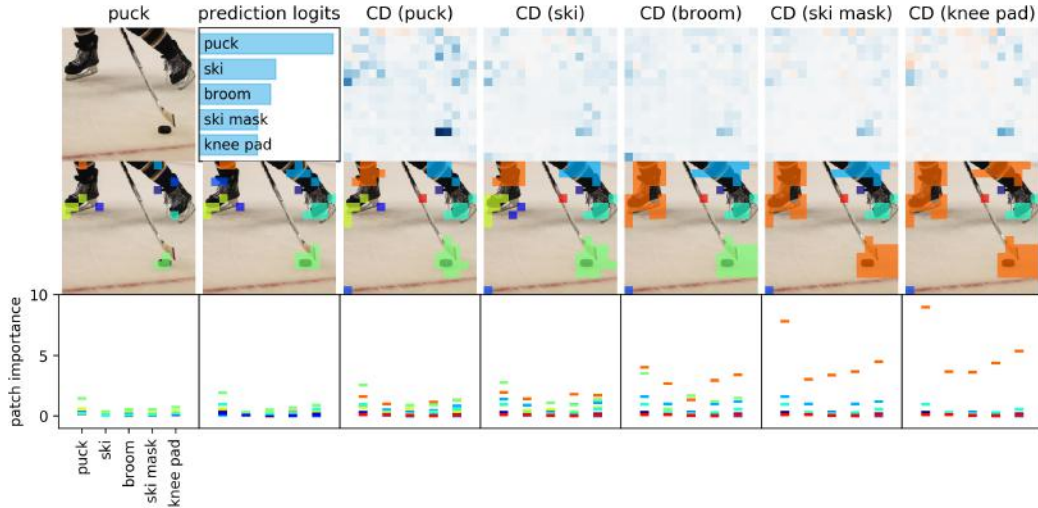 puck prediction logits CD (puck) CD (ski) CD (broom) CD (ski mask) CD (knee pad)
puck
ski
broom
ski mask
knee pad
patch importance
10
5
0
puck
ski
broom
ski mask
knee pad